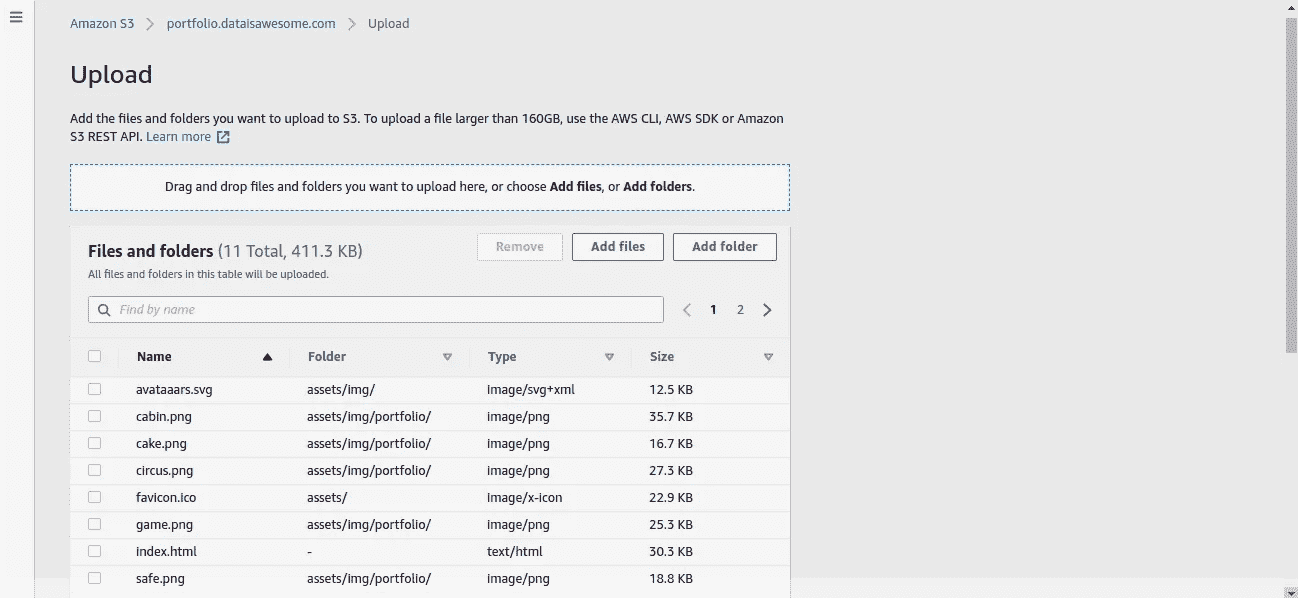 Amazon S3 > portfolio.dataisawesome.com > Upload
Upload
Add the files and folders you want to upload to S3. To upload a file larger than 160GB, use the AWS CLI, AWS SDK or Amazon
S3 REST API. Learn more
Drag and drop files and folders you want to upload here, or choose Add files, or Add folders.
Files and folders (11 Total, 411.3 KB)
Remove Add files Add folder
All files and folders in this table will be uploaded.
Find by name
1 2
Name Folder Type Size
avataaars.svg assets/img/ image/svg+xml 12.5 KB
cabin.png assets/img/portfolio/ image/png 35.7 KB
cake.png assets/img/portfolio/ image/png 16.7 KB
circus.png assets/img/portfolio/ image/png 27.3 KB
favicon.ico assets/ image/x-icon 22.9 KB
game.png assets/img/portfolio/ image/png 25.3 KB
index.html - text/html 30.3 KB
safe.png assets/img/portfolio/ image/png 18.8 KB